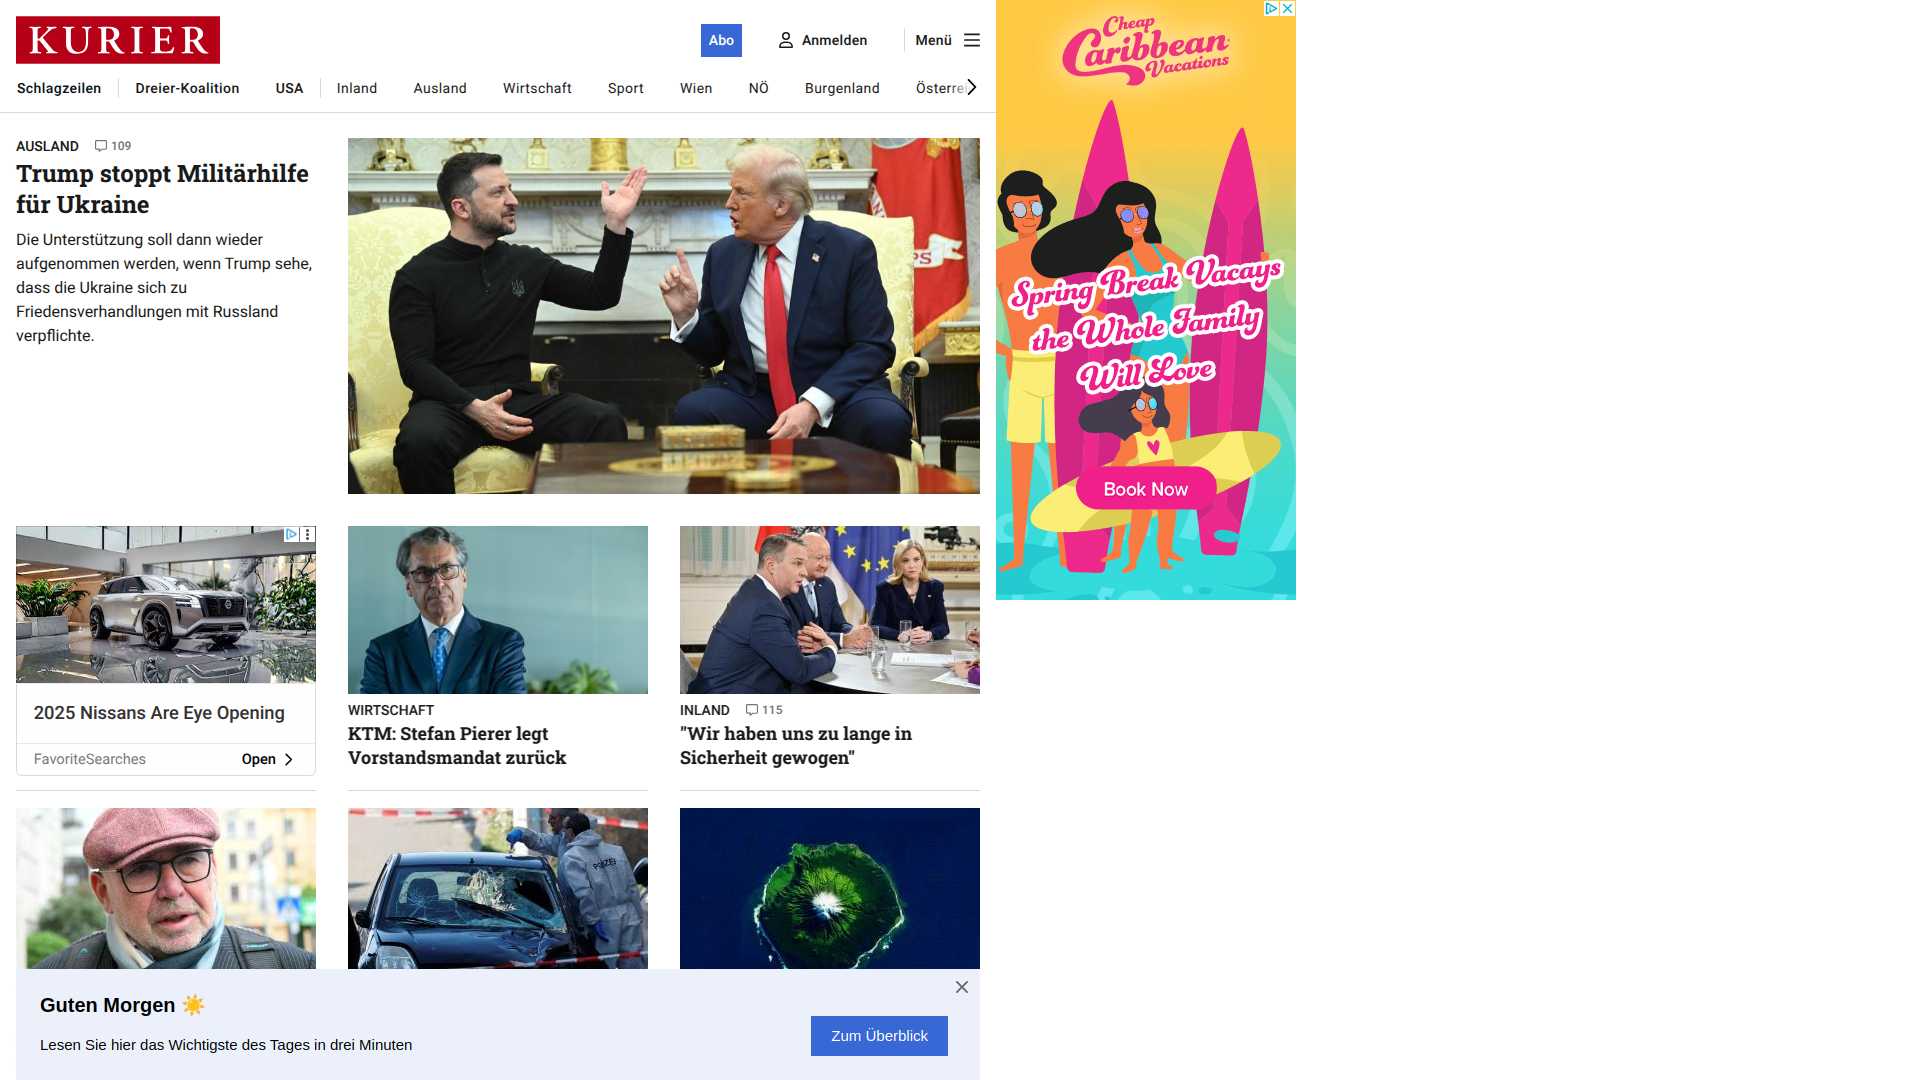 KURIER
Abo
Anmelden
Menü
Schlagzeilen
Dreier-Koalition
USA
Inland
Ausland
Wirtschaft
Sport
Wien
NÖ
Burgenland
Österrei
AUSLAND 109
Trump stoppt Militärhilfe
für Ukraine
Die Unterstützung soll dann wieder
aufgenommen werden, wenn Trump sehe,
dass die Ukraine sich zu
Friedensverhandlungen mit Russland
verpflichte.
PS
Cheap
Caribbean
Vacations
Spring Break Vacays
the Whole Family
Will Love
Book Now
2025 Nissans Are Eye Opening
FavoriteSearches
Open
WIRTSCHAFT
KTM: Stefan Pierer legt
Vorstandsmandat zurück
INLAND 115
"Wir haben uns zu lange in
Sicherheit gewogen"
POLIZEI
Guten Morgen ☀️
Lesen Sie hier das Wichtigste des Tages in drei Minuten
Zum Überblick